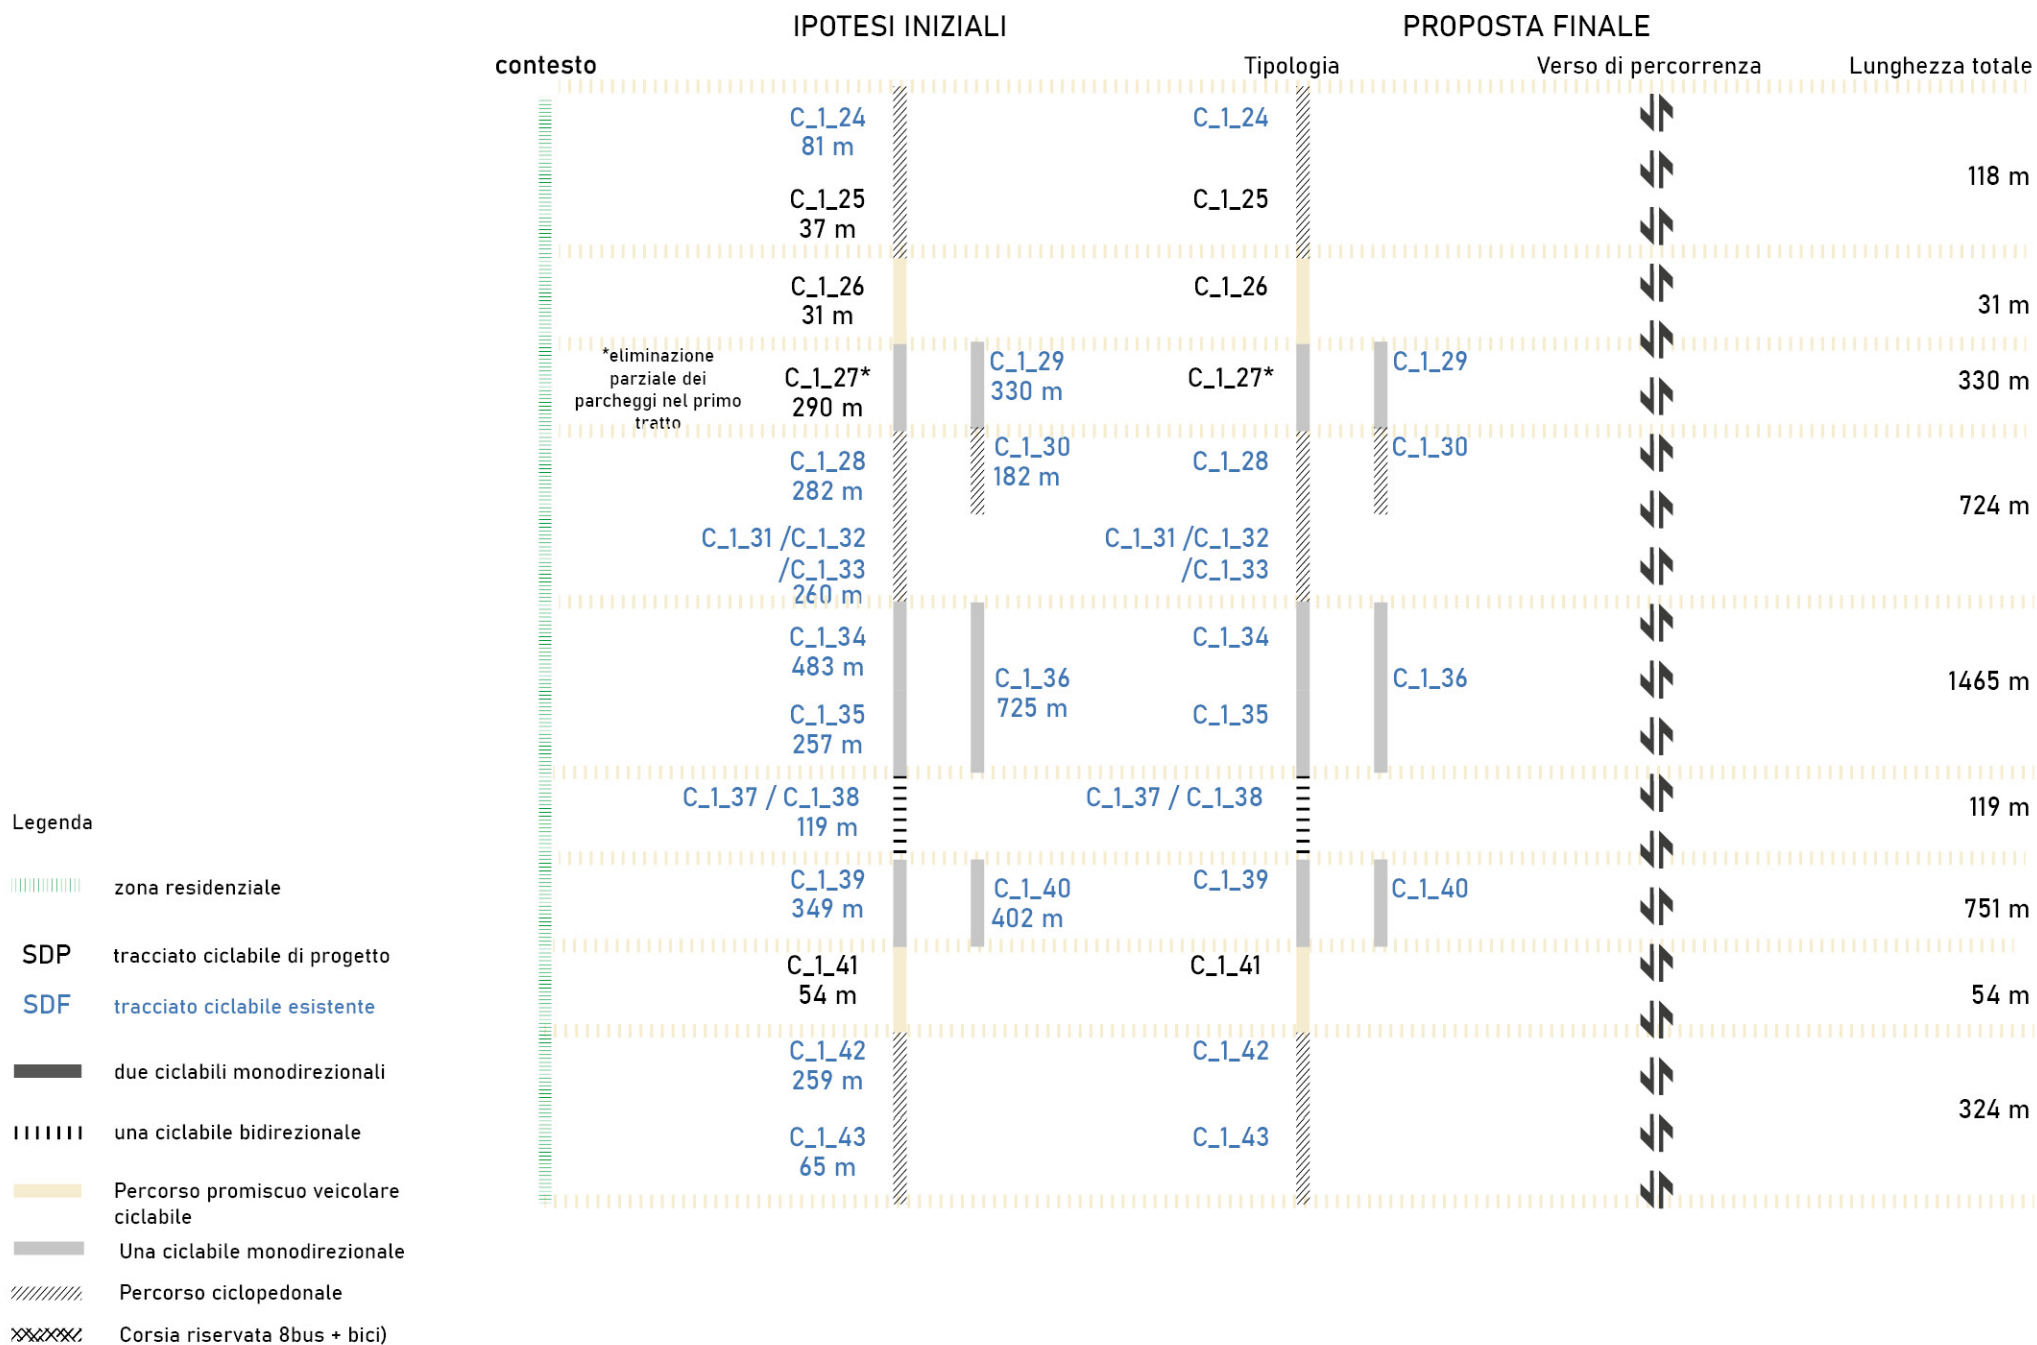 IPOTESI INIZIALI
PROPOSTA FINALE
contesto
Tipologia
Verso di percorrenza
Lunghezza totale
C_1_24
81 m
C_1_24
C_1_25
37 m
C_1_25
118 m
C_1_26
31 m
C_1_26
31 m
*eliminazione
parziale dei
parcheggi nel primo
tratto
C_1_27*
290 m
C_1_29
330 m
C_1_27*
C_1_29
330 m
C_1_28
282 m
C_1_30
182 m
C_1_28
C_1_30
C_1_31 /C_1_32
/C_1_33
260 m
C_1_31 /C_1_32
/C_1_33
724 m
C_1_34
483 m
C_1_34
C_1_36
725 m
C_1_36
C_1_35
257 m
C_1_35
1465 m
C_1_37 / C_1_38
119 m
C_1_37 / C_1_38
119 m
C_1_39
349 m
C_1_40
402 m
C_1_39
C_1_40
751 m
C_1_41
54 m
C_1_41
54 m
C_1_42
259 m
C_1_42
C_1_43
65 m
C_1_43
324 m
Legenda
zona residenziale
SDP tracciato ciclabile di progetto
SDF tracciato ciclabile esistente
due ciclabili monodirezionali
una ciclabile bidirezionale
Percorso promiscuo veicolare
ciclabile
Una ciclabile monodirezionale
Percorso ciclopedonale
Corsia riservata 8bus + bici)